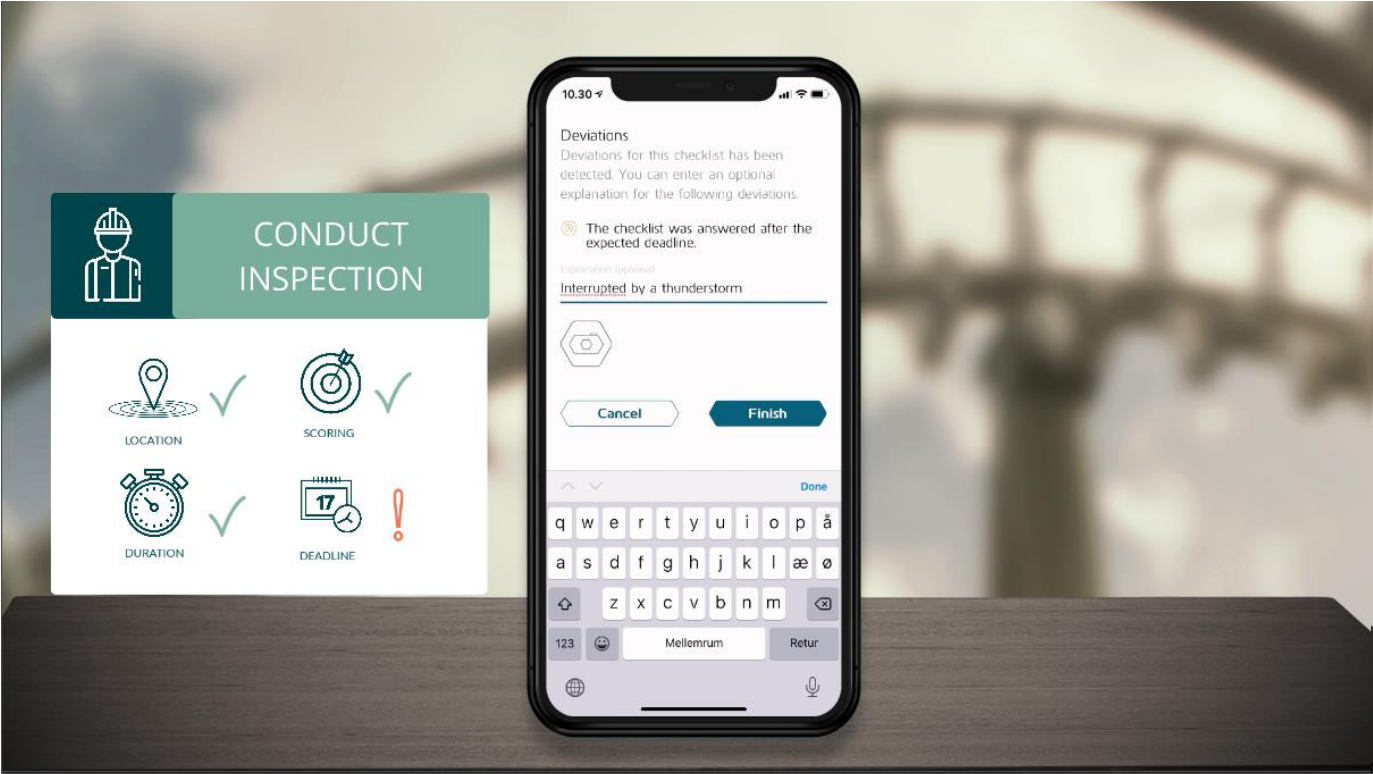 CONDUCT
INSPECTION
LOCATION
SCORING
DURATION
17
DEADLINE
10.30
Deviations
Deviations for this checklist has been
detected. You can enter an optional
explanation for the following deviations.
The checklist was answered after the
expected deadline.
Explanation (optional)
Interrupted by a thunderstorm
Cancel
Finish
Done
q w e r t y u i o p å
a s d f g h j k l æ ø
z x c v b n m
123
Mellemrum
Retur